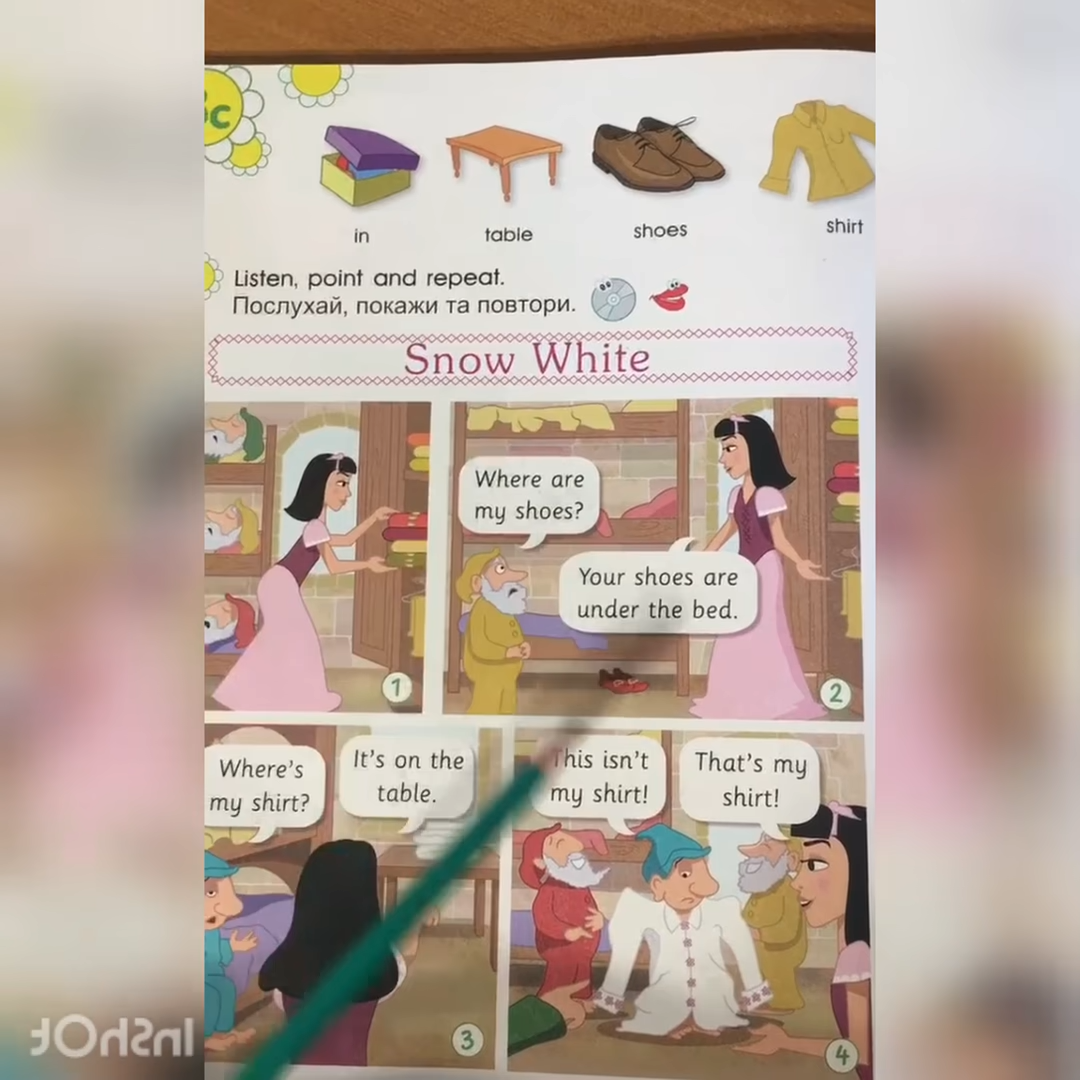 3c
in
table
shoes
shirt
Listen, point and repeat.
Послухай, покажи та повтори.
Snow White
Where are
my shoes?
Your shoes are
under the bed.
1
2
Where's
my shirt?
It's on the
table.
This isn't
my shirt!
That's my
shirt!
3
4
InShOt